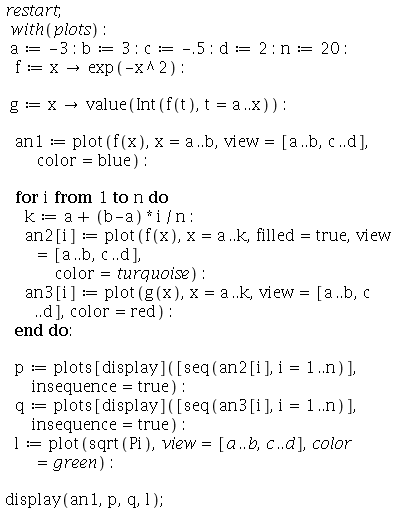 restart;
with(plots):
a := -3: b := 3: c := -.5: d := 2: n := 20:
f := x → exp(-x^2):
g := x → value(Int(f(t), t = a..x)):
an1 := plot(f(x), x = a..b, view = [a..b, c..d],
color = blue):
for i from 1 to n do
k := a + (b-a)*i/n:
an2[i] := plot(f(x), x = a..k, filled = true, view
= [a..b, c..d],
color = turquoise):
an3[i] := plot(g(x), x = a..k, view = [a..b, c
..d], color = red):
end do:
p := plots[display]([seq(an2[i], i = 1..n)],
insequence = true):
q := plots[display]([seq(an3[i], i = 1..n)],
insequence = true):
l := plot(sqrt(Pi), view = [a..b, c..d], color
= green):
display(an1, p, q, l);